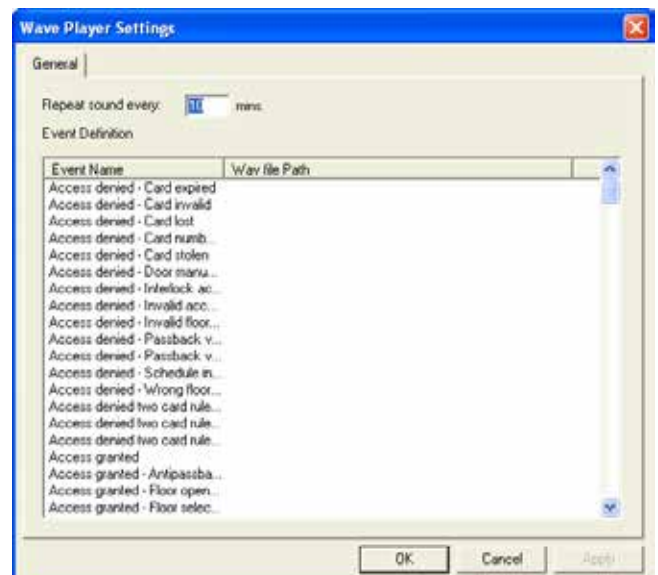 Wave Player Settings
General
Repeat sound every: 10 mins
Event Definition
Event Name Wav file Path
Access denied - Card expired
Access denied - Card invalid
Access denied - Card lost
Access denied - Card numb...
Access denied - Card stolen
Access denied - Door manu...
Access denied - Interlock ac...
Access denied - Invalid acc...
Access denied - Invalid floor...
Access denied - Passback v...
Access denied - Passback v...
Access denied - Schedule in...
Access denied - Wrong floor...
Access denied two card rule...
Access denied two card rule...
Access denied two card rule...
Access granted
Access granted - Antipassba...
Access granted - Floor open...
Access granted - Floor selec...
OK Cancel Apply